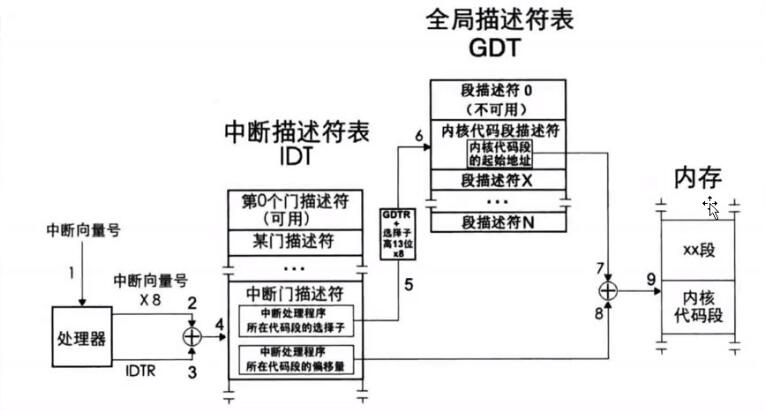 全局描述符表
GDT
段描述符 0
（不可用）
内核代码段描述符
内核代码段
的起始地址
段描述符X
...
段描述符N
6
中断描述符表
IDT
第0个门描述符
（可用）
某门描述符
...
中断门描述符
中断处理程序
所在代码段的选择子
中断处理程序
所在代码段的偏移量
GDTR
+
选择子
高13位
x8
5
内存
xx段
内核
代码段
7
8
9
中断向量号
1
处理器
中断向量号
X 8
2
3
IDTR
4